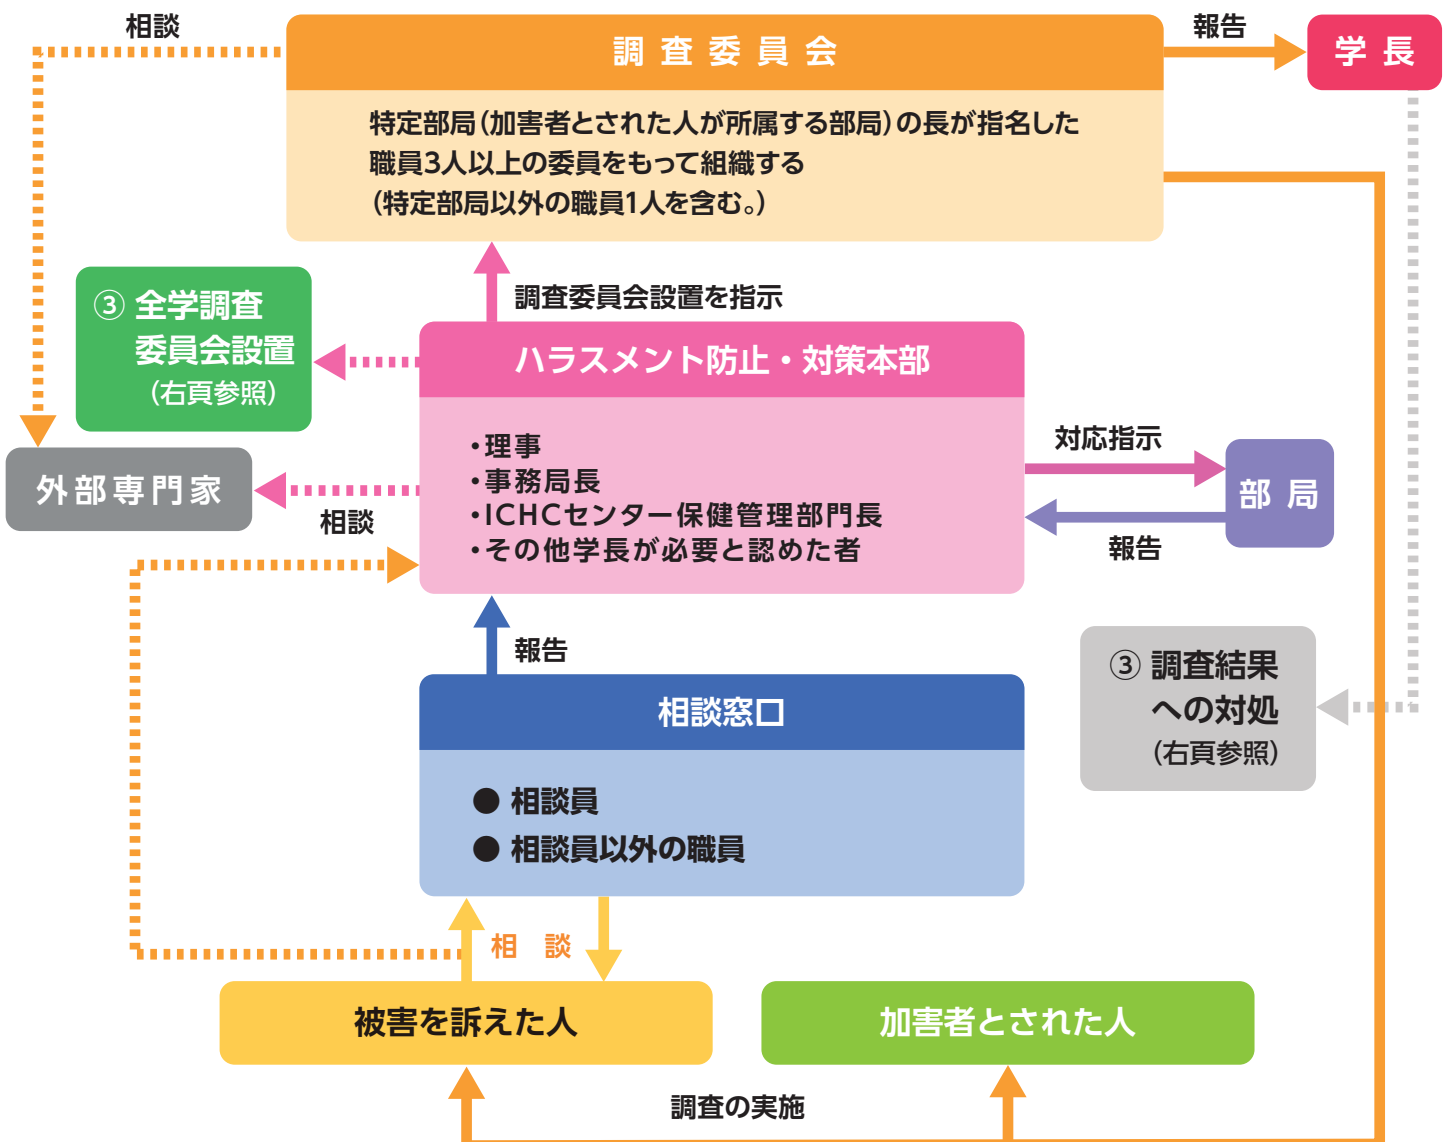 相談
調査委員会
報告
学長
特定部局(加害者とされた人が所属する部局)の長が指名した
職員3人以上の委員をもって組織する
(特定部局以外の職員1人を含む。)
調査委員会設置を指示
③ 全学調査
委員会設置
(右頁参照)
ハラスメント防止・対策本部
・理事
・事務局長
・ICHCセンター保健管理部門長
・その他学長が必要と認めた者
対応指示
部局
報告
外部専門家
相談
報告
③ 調査結果
への対処
(右頁参照)
相談窓口
● 相談員
● 相談員以外の職員
相 談
被害を訴えた人
加害者とされた人
調査の実施